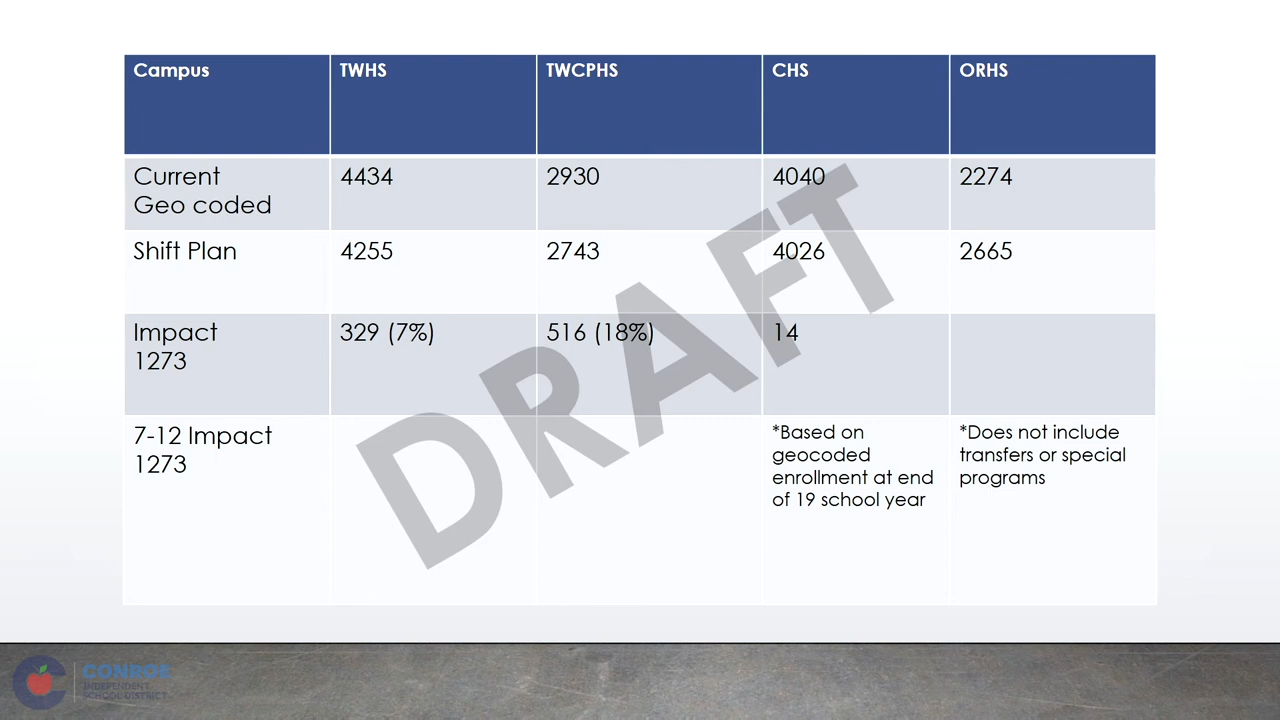 Campus TWHS TWCPHS CHS ORHS
Current
Geo coded 4434 2930 4040 2274
Shift Plan 4255 2743 4026 2665
Impact
1273 329 (7%) 516 (18%) 14
7-12 Impact
1273
*Based on
geocoded
enrollment at end
of 19 school year
*Does not include
transfers or special
programs
DRAFT
CONROE
INDEPENDENT
SCHOOL DISTRICT